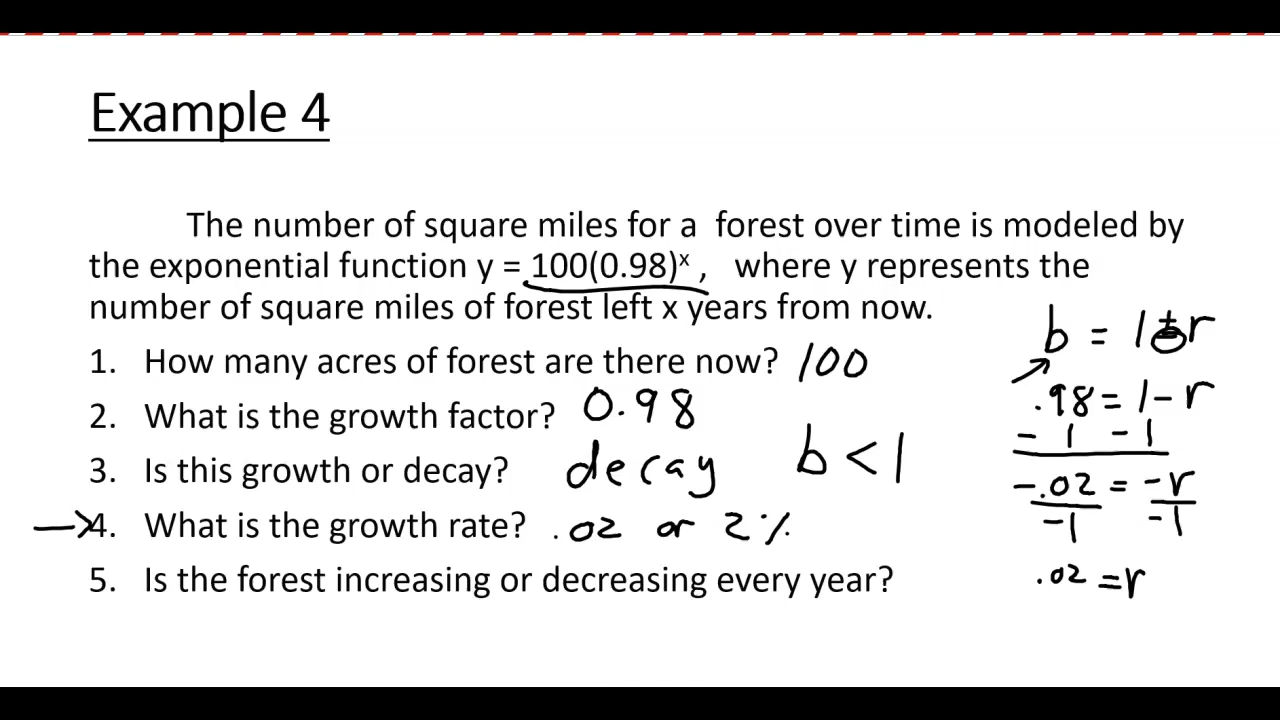 Example 4
The number of square miles for a forest over time is modeled by
the exponential function y = 100(0.98)ˣ , where y represents the
number of square miles of forest left x years from now.
1. How many acres of forest are there now? 100
2. What is the growth factor? 0.98
3. Is this growth or decay? decay b < 1
→4. What is the growth rate? .02 or 2%
5. Is the forest increasing or decreasing every year?
b = 1 ± r
.98 = 1 - r
- 1 - 1
-.02 = -r
-1 -1
.02 = r